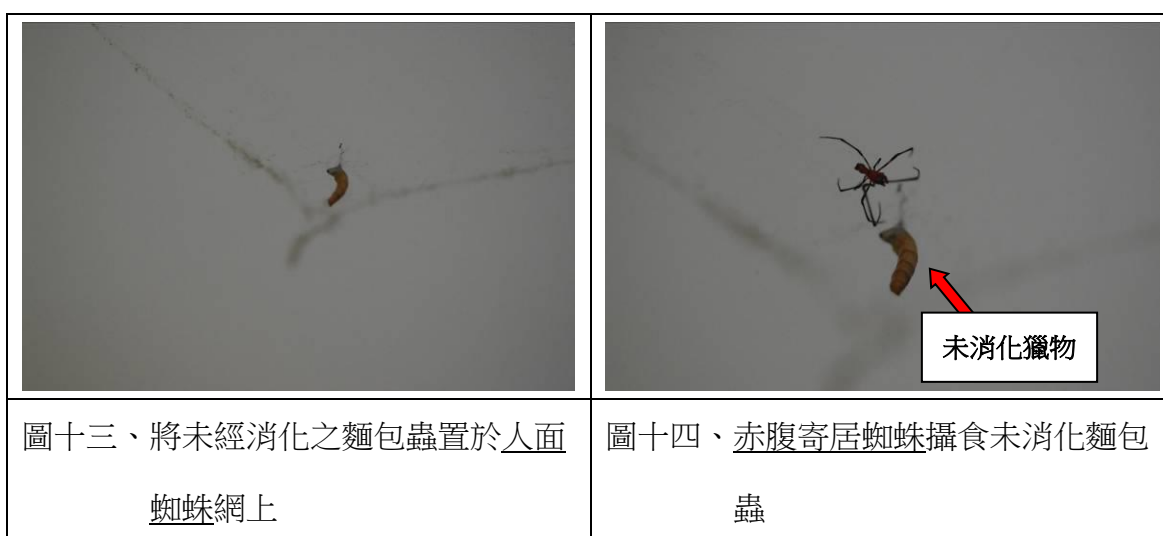 未消化獵物
圖十三、將未經消化之麵包蟲置於人面
蜘蛛網上
圖十四、赤腹寄居蜘蛛攝食未消化麵包
蟲